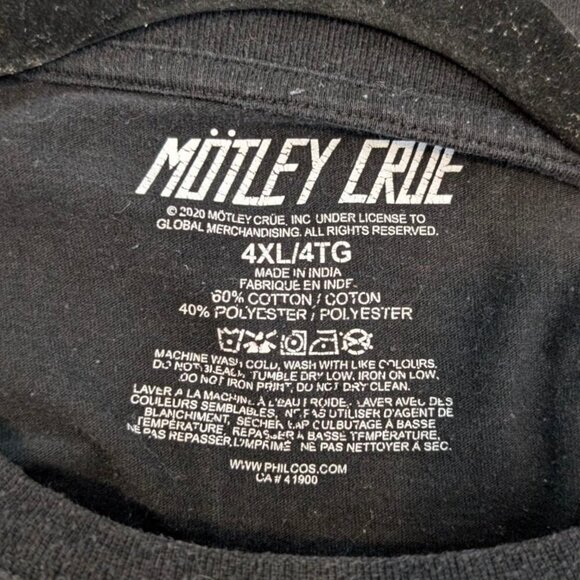 MÖTLEY CRÜE
© 2020 MÖTLEY CRÜE, INC. UNDER LICENSE TO
GLOBAL MERCHANDISING. ALL RIGHTS RESERVED.
4XL/4TG
MADE IN INDIA
FABRIQUE EN INDE
60% COTTON / COTON
40% POLYESTER / POLYESTER
MACHINE WASH COLD, WASH WITH LIKE COLOURS.
DO NOT BLEACH, TUMBLE DRY LOW, IRON ON LOW,
DO NOT IRON PRINT, DO NOT DRY CLEAN.
LAVER A LA MACHINE À L'EAU FROIDE, LAVER AVEC DES
COULEURS SEMBLABLES, NE PAS UTILISER D'AGENT DE
BLANCHIMENT, SÉCHER PAR CULBUTAGE À BASSE
TEMPÉRATURE, REPASSER À BASSE TEMPÉRATURE,
NE PAS REPASSER L'IMPRIMÉ NE PAS NETTOYER À SEC.
WWW.PHILCOS.COM
CA# 41900